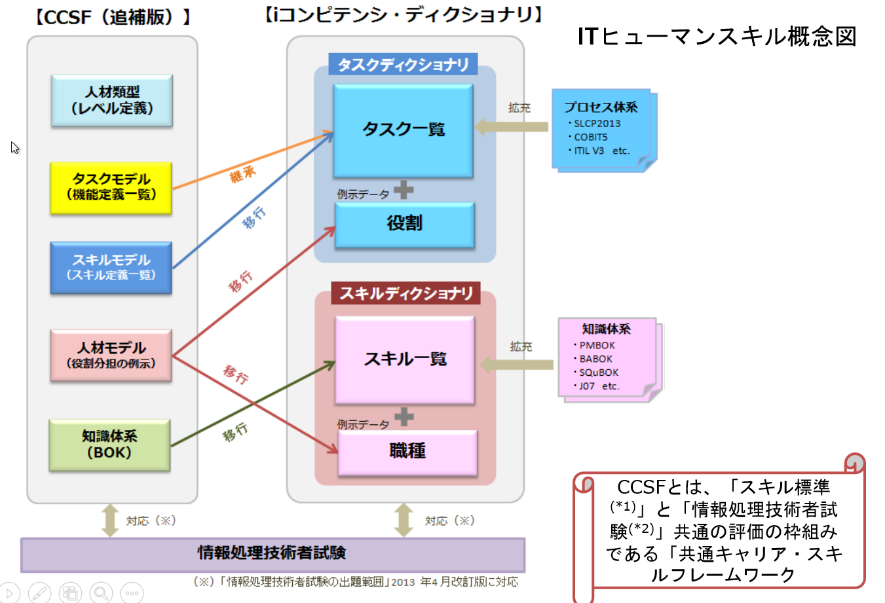 【CCSF（追補版）】
【iコンピテンシ・ディクショナリ】
ITヒューマンスキル概念図
人材類型
（レベル定義）
タスクモデル
（機能定義一覧）
スキルモデル
（スキル定義一覧）
人材モデル
（役割分担の例示）
知識体系
（BOK）
継承
移行
移行
移行
移行
タスクディクショナリ
タスク一覧
例示データ
役割
スキルディクショナリ
スキル一覧
例示データ
職種
拡充
プロセス体系
・SLCP2013
・COBIT5
・ITIL V3 etc.
拡充
知識体系
・PMBOK
・BABOK
・SQuBOK
・J07 etc.
対応（※）
対応（※）
情報処理技術者試験
（※）「情報処理技術者試験の出題範囲」2013 年4月改訂版に対応
CCSFとは、「スキル標準
(*1)」と「情報処理技術者試
験(*2)」共通の評価の枠組み
である「共通キャリア・スキ
ルフレームワーク